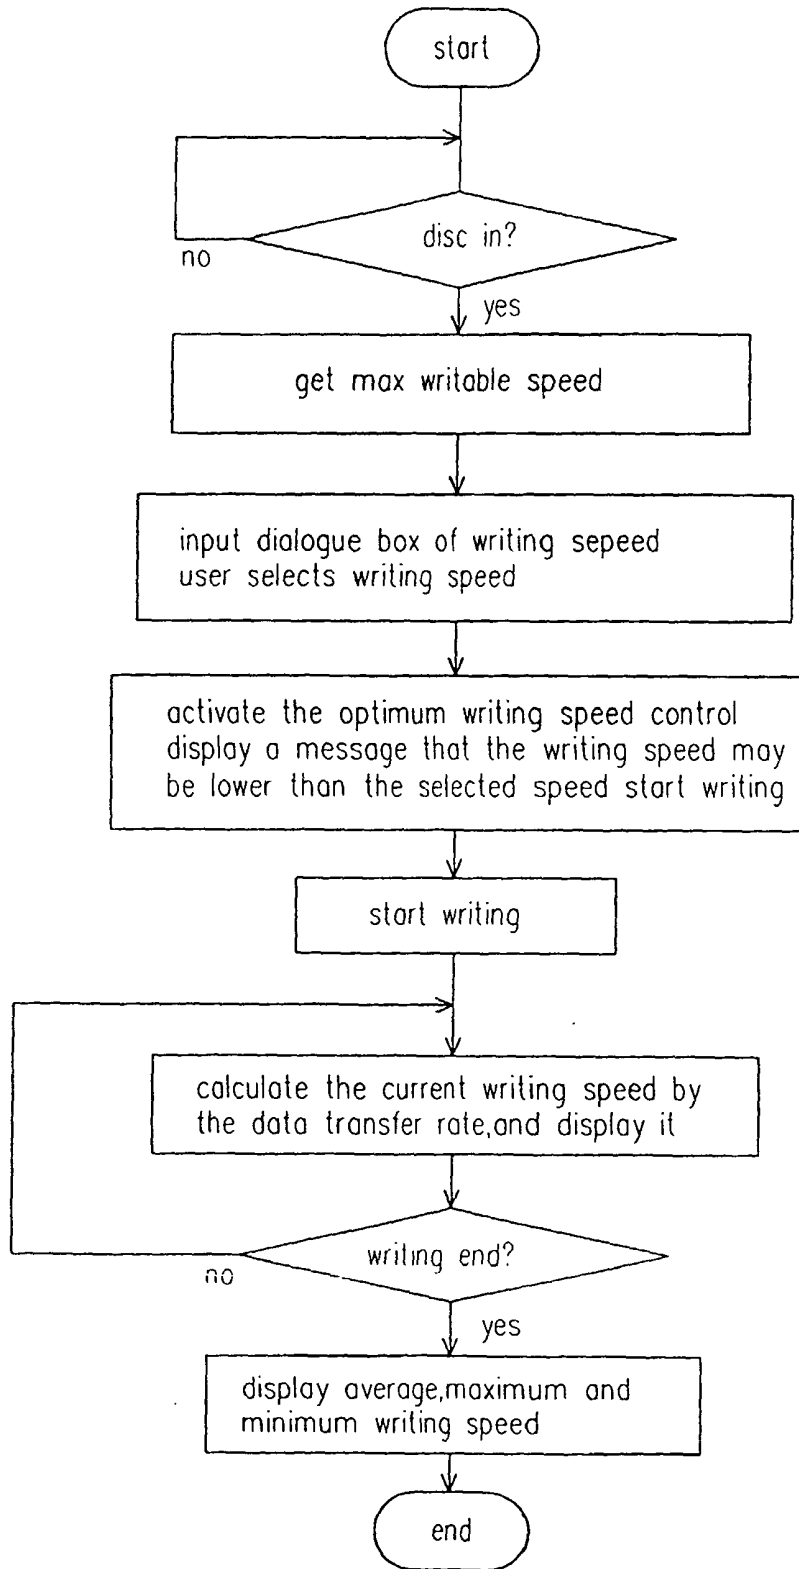 start
disc in?
no
yes
get max writable speed
input dialogue box of writing sepeed
user selects writing speed
activate the optimum writing speed control
display a message that the writing speed may
be lower than the selected speed start writing
start writing
calculate the current writing speed by
the data transfer rate,and display it
writing end?
no
yes
display average,maximum and
minimum writing speed
end